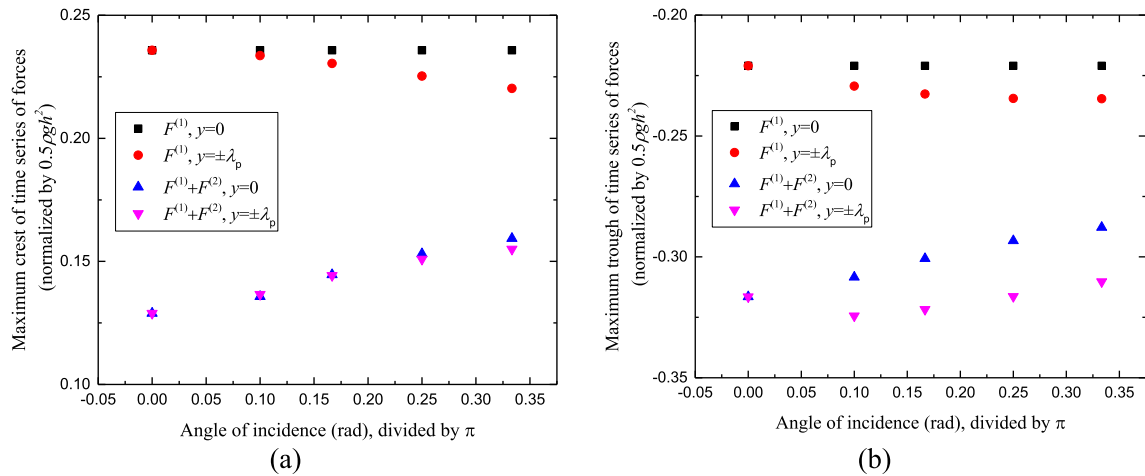 Maximum crest of time series of forces
(normalized by 0.5ρgh²)
0.25
0.20
0.15
0.10
F⁽¹⁾, y=0
F⁽¹⁾, y=±λₚ
F⁽¹⁾+F⁽²⁾, y=0
F⁽¹⁾+F⁽²⁾, y=±λₚ
-0.05 0.00 0.05 0.10 0.15 0.20 0.25 0.30 0.35
Angle of incidence (rad), divided by π
(a)
Maximum trough of time series of forces
(normalized by 0.5ρgh²)
-0.20
-0.25
-0.30
-0.35
F⁽¹⁾, y=0
F⁽¹⁾, y=±λₚ
F⁽¹⁾+F⁽²⁾, y=0
F⁽¹⁾+F⁽²⁾, y=±λₚ
-0.05 0.00 0.05 0.10 0.15 0.20 0.25 0.30 0.35
Angle of incidence (rad), divided by π
(b)